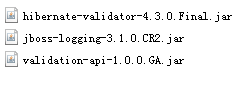 hibernate-validator-4.3.0.Final.jar
jboss-logging-3.1.0.CR2.jar
validation-api-1.0.0.GA.jar